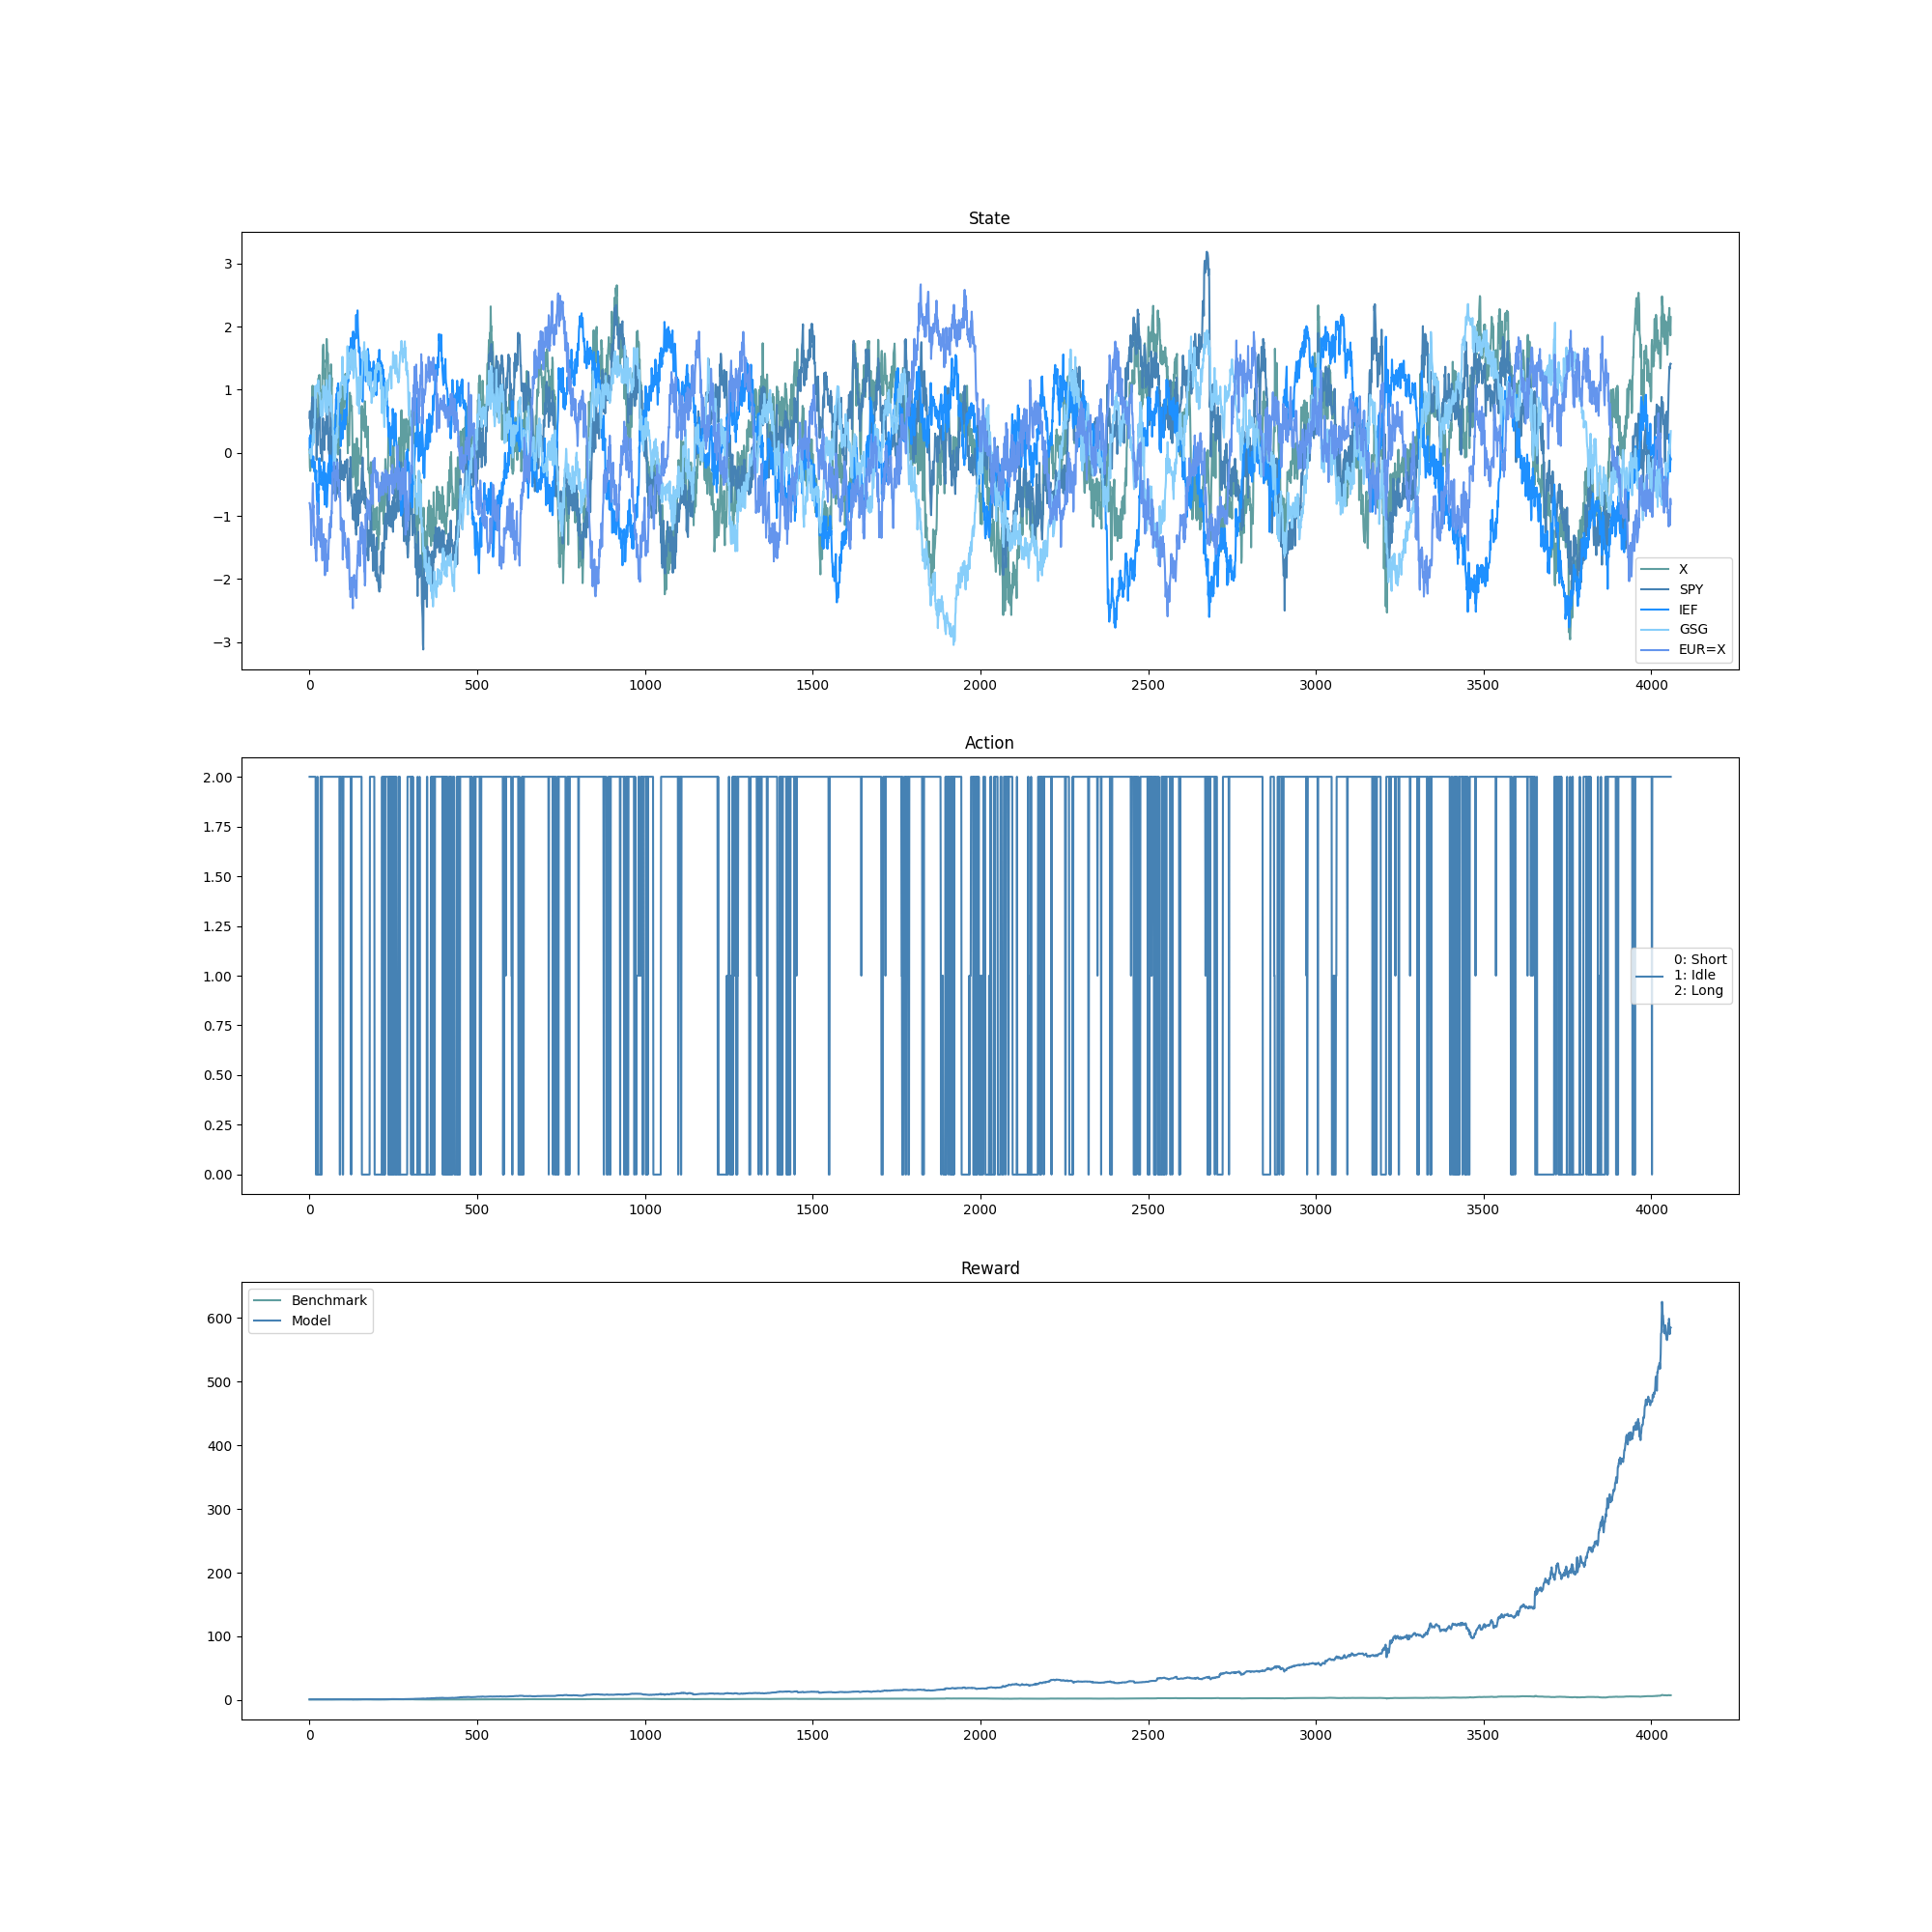 State
3
2
1
0
−1
−2
−3
X
SPY
IEF
GSG
EUR=X
0 500 1000 1500 2000 2500 3000 3500 4000
Action
2.00
1.75
1.50
1.25
1.00
0.75
0.50
0.25
0.00
0: Short
1: Idle
2: Long
0 500 1000 1500 2000 2500 3000 3500 4000
Reward
Benchmark
Model
600
500
400
300
200
100
0
0 500 1000 1500 2000 2500 3000 3500 4000